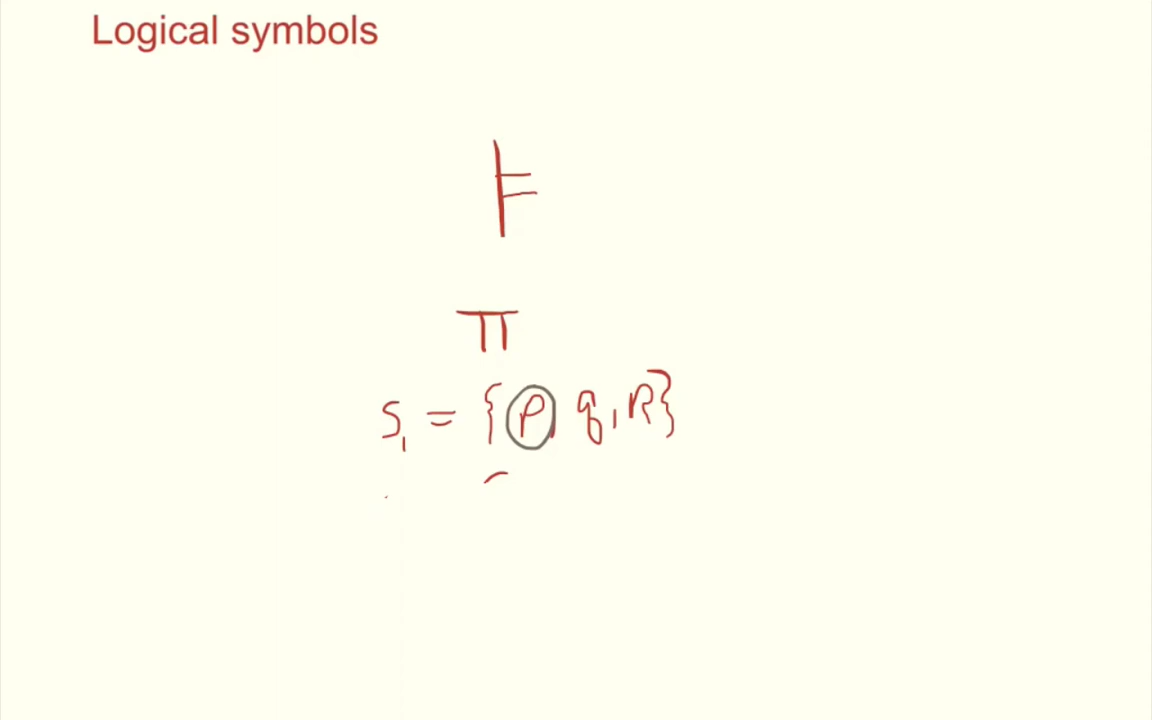 Logical symbols
⊨
π
S₁ = {P, q, R}